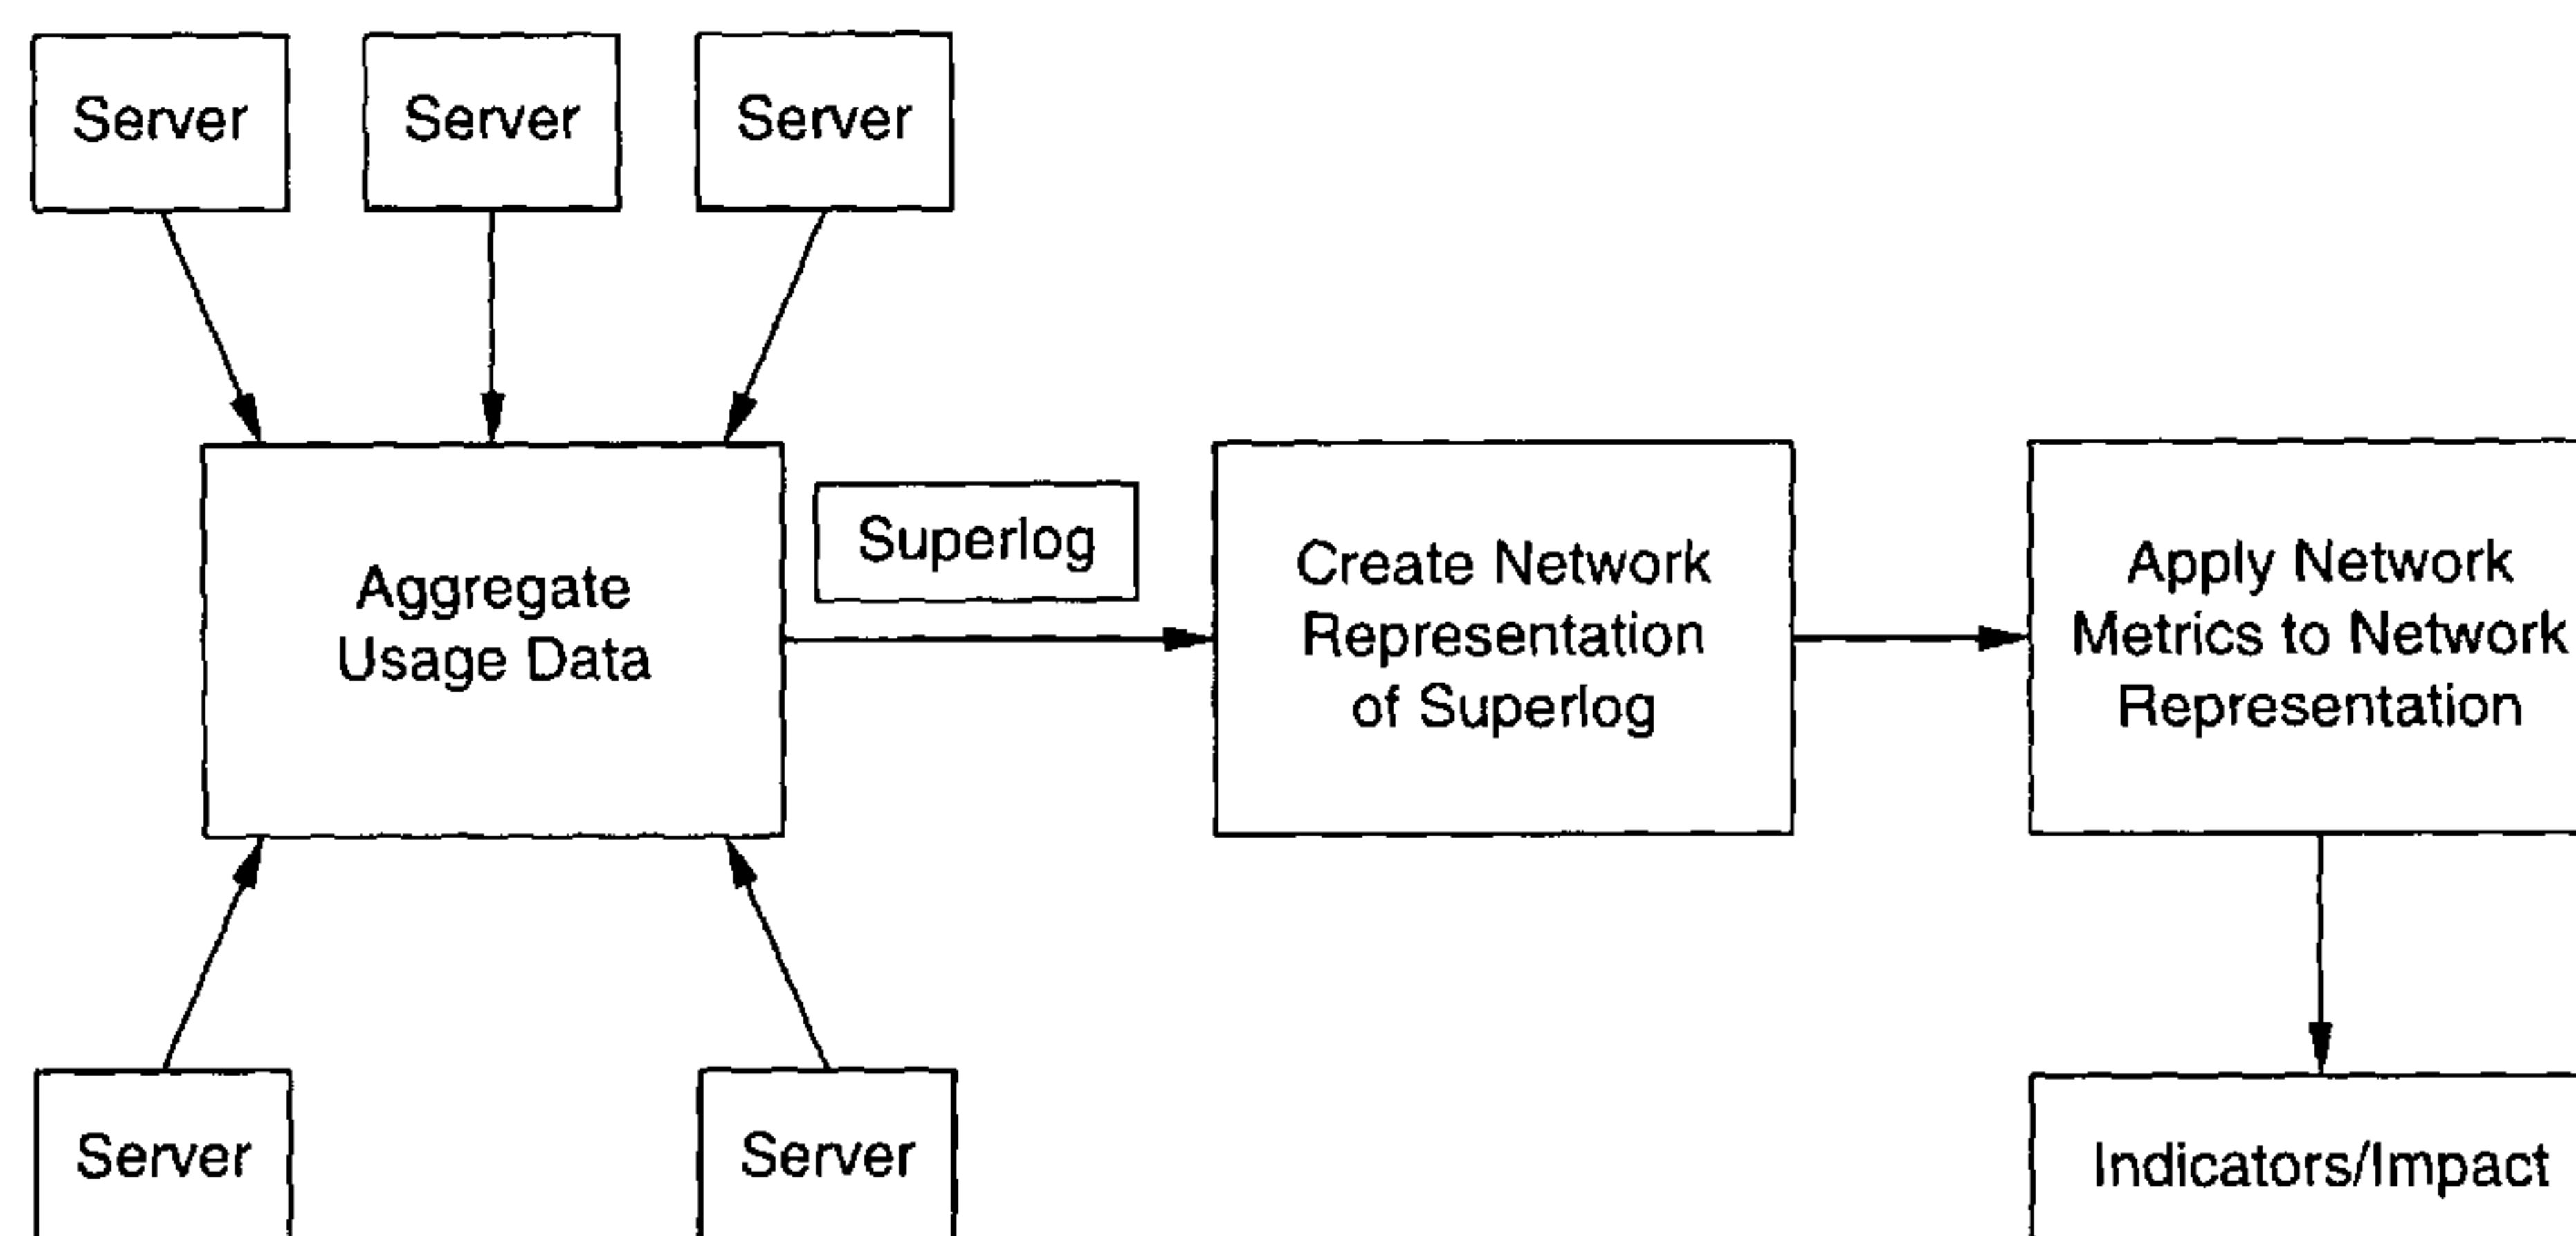 Server
Server
Server
Aggregate
Usage Data
Superlog
Create Network
Representation
of Superlog
Apply Network
Metrics to Network
Representation
Server
Server
Indicators/Impact